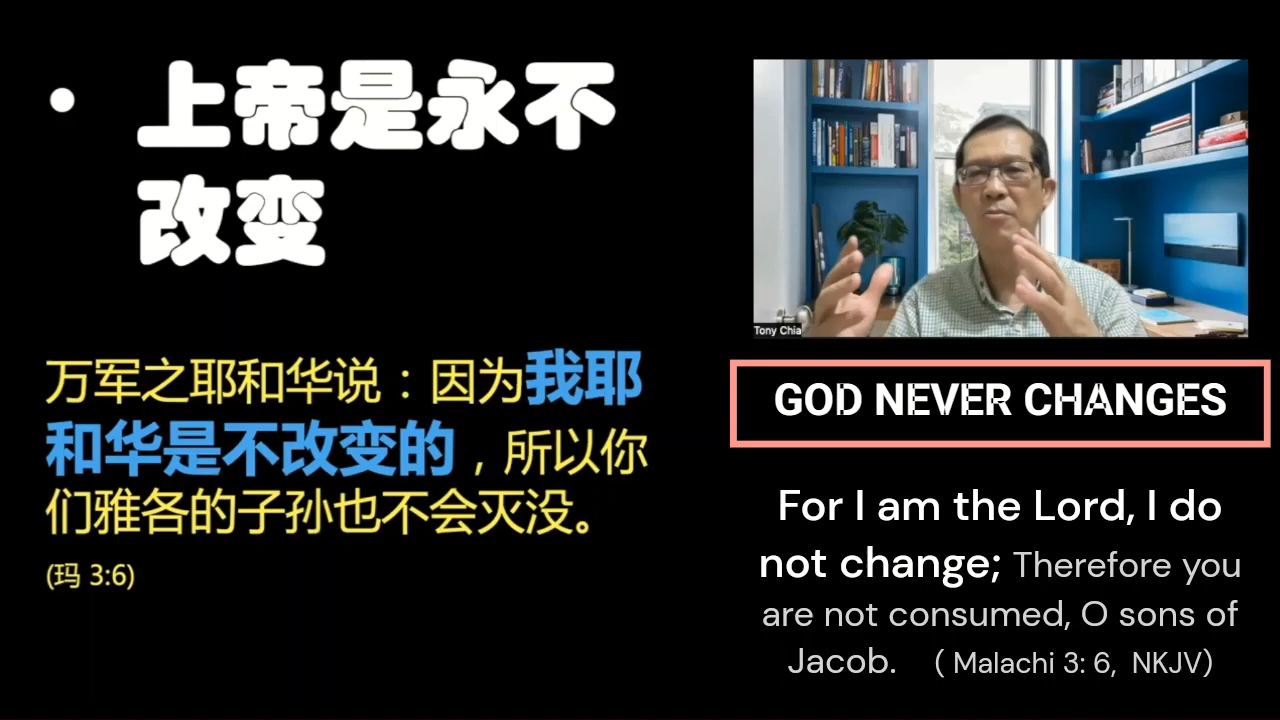 • 上帝是永不
改变
万军之耶和华说：因为我耶
和华是不改变的，所以你
们雅各的子孙也不会灭没。
(玛 3:6)
Tony Chia
GOD NEVER CHANGES
For I am the Lord, I do
not change; Therefore you
are not consumed, O sons of
Jacob. ( Malachi 3: 6, NKJV)